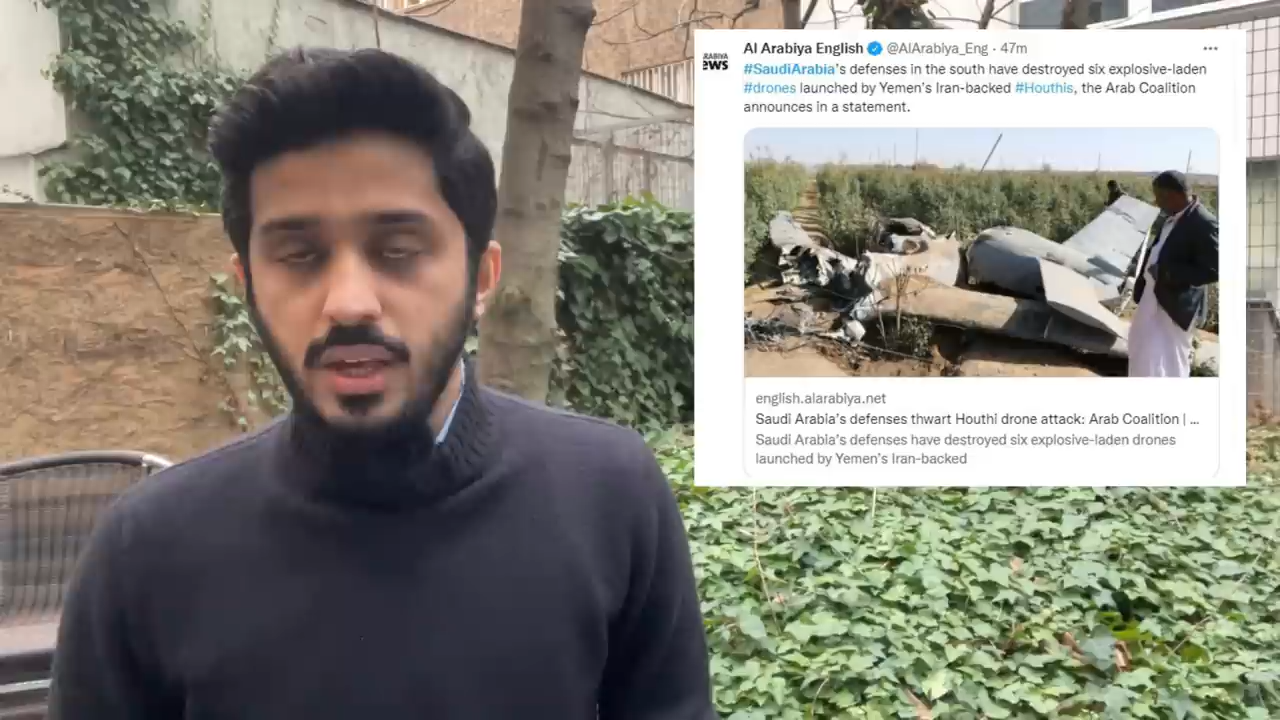 RABIYA
EWS
Al Arabiya English @AlArabiya_Eng · 47m
#SaudiArabia's defenses in the south have destroyed six explosive-laden
#drones launched by Yemen's Iran-backed #Houthis, the Arab Coalition
announces in a statement.
english.alarabiya.net
Saudi Arabia's defenses thwart Houthi drone attack: Arab Coalition | ...
Saudi Arabia's defenses have destroyed six explosive-laden drones
launched by Yemen's Iran-backed